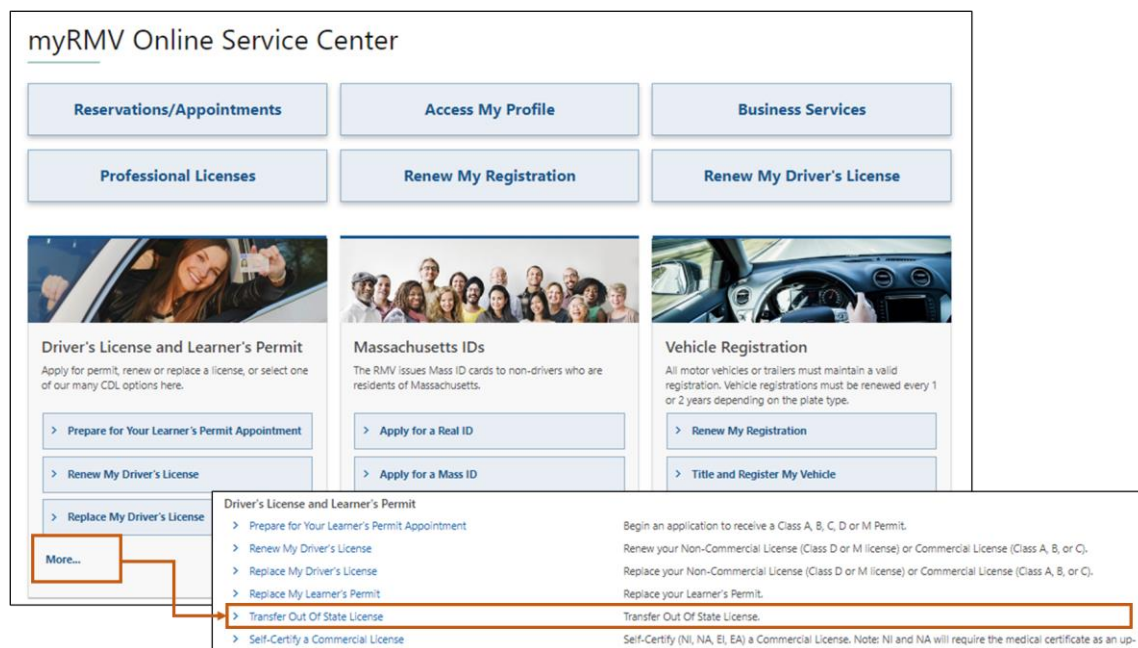 myRMV Online Service Center
Reservations/Appointments
Access My Profile
Business Services
Professional Licenses
Renew My Registration
Renew My Driver's License
Driver's License and Learner's Permit
Apply for permit, renew or replace a license, or select one
of our many CDL options here.
> Prepare for Your Learner's Permit Appointment
> Renew My Driver's License
> Replace My Driver's License
More...
Massachusetts IDs
The RMV issues Mass ID cards to non-drivers who are
residents of Massachusetts.
> Apply for a Real ID
> Apply for a Mass ID
Vehicle Registration
All motor vehicles or trailers must maintain a valid
registration. Vehicle registrations must be renewed every 1
or 2 years depending on the plate type.
> Renew My Registration
> Title and Register My Vehicle
Driver's License and Learner's Permit
> Prepare for Your Learner's Permit Appointment Begin an application to receive a Class A, B, C, D or M Permit.
> Renew My Driver's License Renew your Non-Commercial License (Class D or M license) or Commercial License (Class A, B, or C).
> Replace My Driver's License Replace your Non-Commercial License (Class D or M license) or Commercial License (Class A, B, or C).
> Replace My Learner's Permit Replace your Learner's Permit.
> Transfer Out Of State License Transfer Out Of State License.
> Self-Certify a Commercial License Self-Certify (NI, NA, EI, EA) a Commercial License. Note: NI and NA will require the medical certificate as an up-